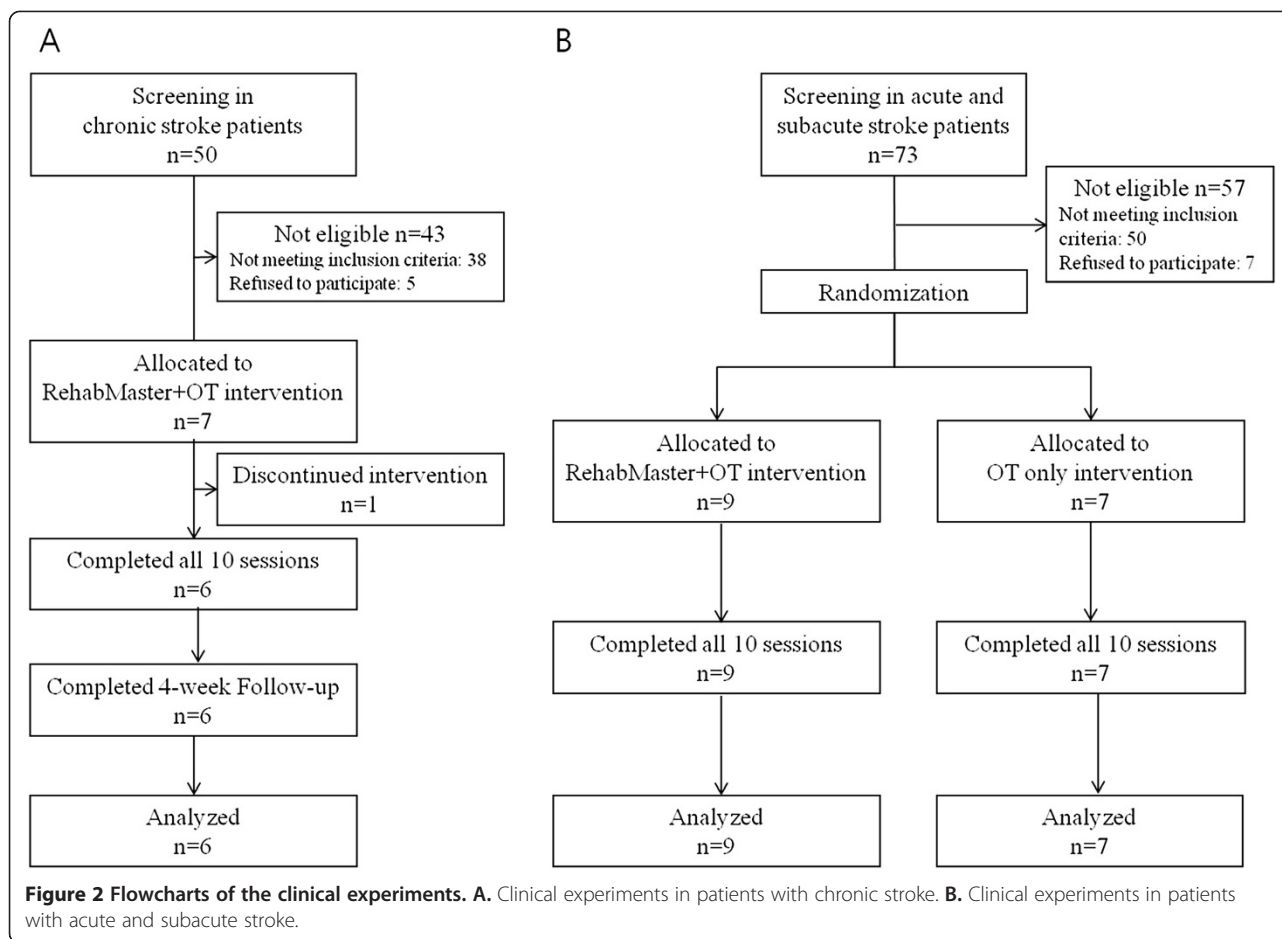 A
Screening in
chronic stroke patients
n=50
Not eligible n=43
Not meeting inclusion criteria: 38
Refused to participate: 5
Allocated to
RehabMaster+OT intervention
n=7
Discontinued intervention
n=1
Completed all 10 sessions
n=6
Completed 4-week Follow-up
n=6
Analyzed
n=6
B
Screening in acute and
subacute stroke patients
n=73
Not eligible n=57
Not meeting inclusion
criteria: 50
Refused to participate: 7
Randomization
Allocated to
RehabMaster+OT intervention
n=9
Allocated to
OT only intervention
n=7
Completed all 10 sessions
n=9
Completed all 10 sessions
n=7
Analyzed
n=9
Analyzed
n=7
Figure 2 Flowcharts of the clinical experiments. A. Clinical experiments in patients with chronic stroke. B. Clinical experiments in patients
with acute and subacute stroke.